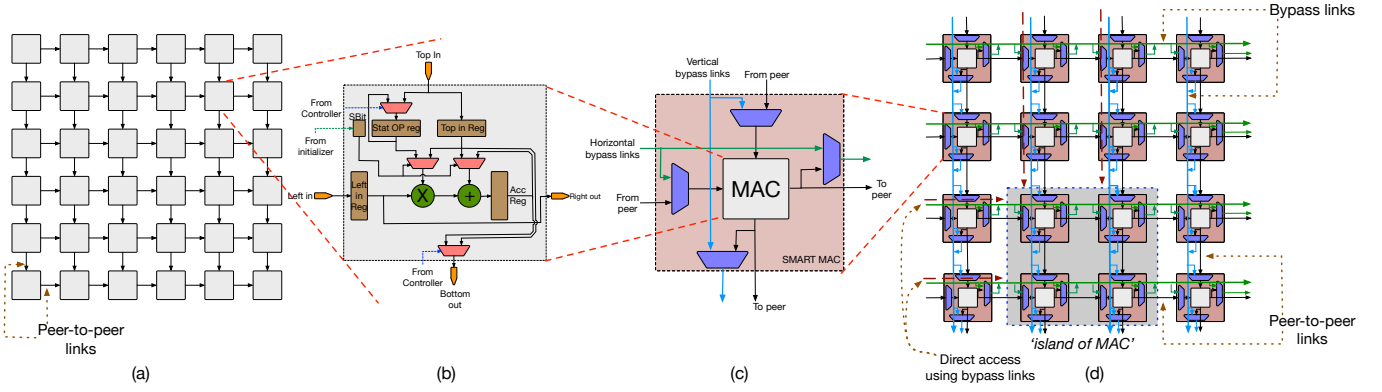 Peer-to-peer
links
(a)
Top In
From
Controller
SBit
Stat OP reg
Top in Reg
From
initializer
Left in
Left
in
Reg
X
+
Acc
Reg
Right out
From
Controller
Bottom
out
(b)
Vertical
bypass links
From peer
Horizontal
bypass links
MAC
From
peer
To
peer
SMART MAC
To peer
(c)
Bypass links
Peer-to-peer
links
'island of MAC'
Direct access
using bypass links
(d)